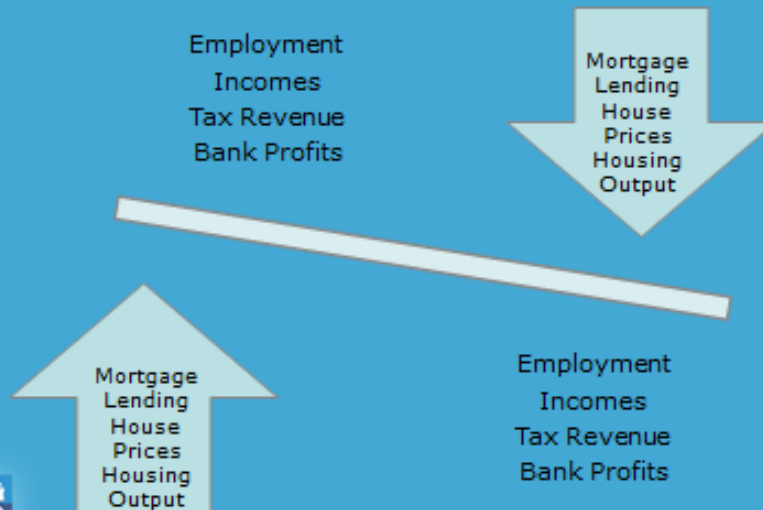 Employment
Incomes
Tax Revenue
Bank Profits
Mortgage
Lending
House
Prices
Housing
Output
Mortgage
Lending
House
Prices
Housing
Output
Employment
Incomes
Tax Revenue
Bank Profits